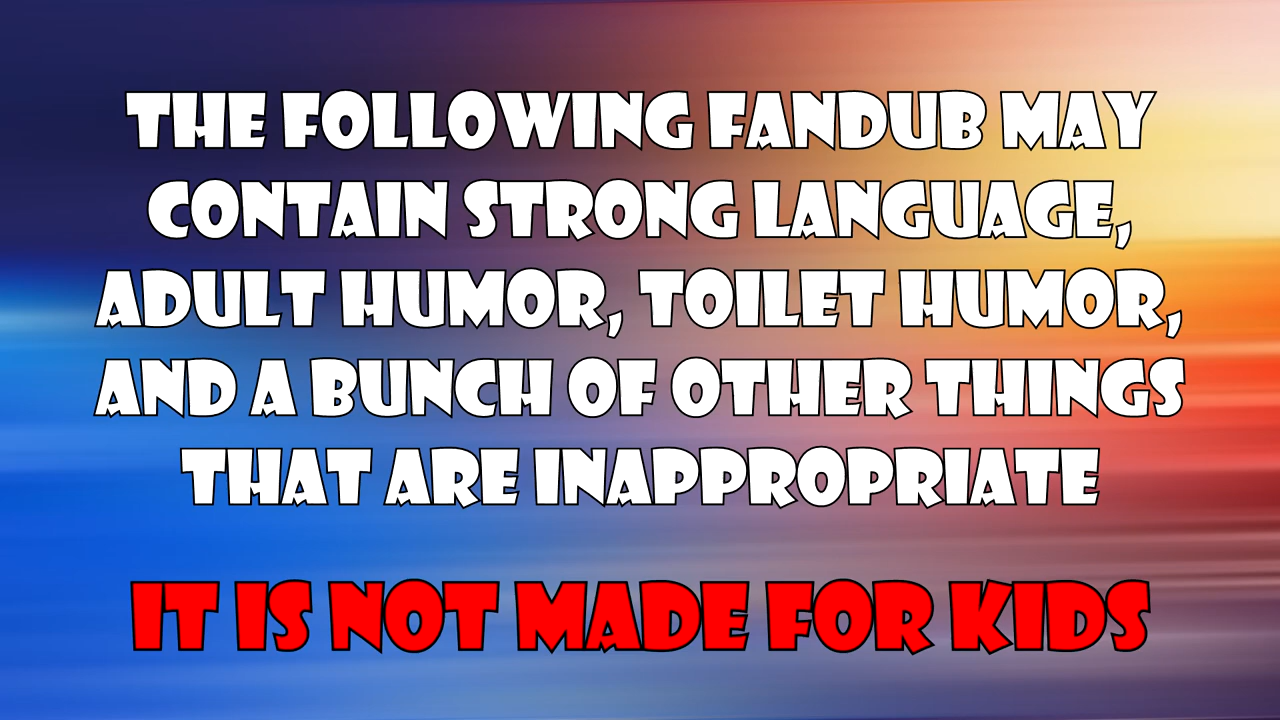 THE FOLLOWING FANDUB MAY
CONTAIN STRONG LANGUAGE,
ADULT HUMOR, TOILET HUMOR,
AND A BUNCH OF OTHER THINGS
THAT ARE INAPPROPRIATE
IT IS NOT MADE FOR KIDS